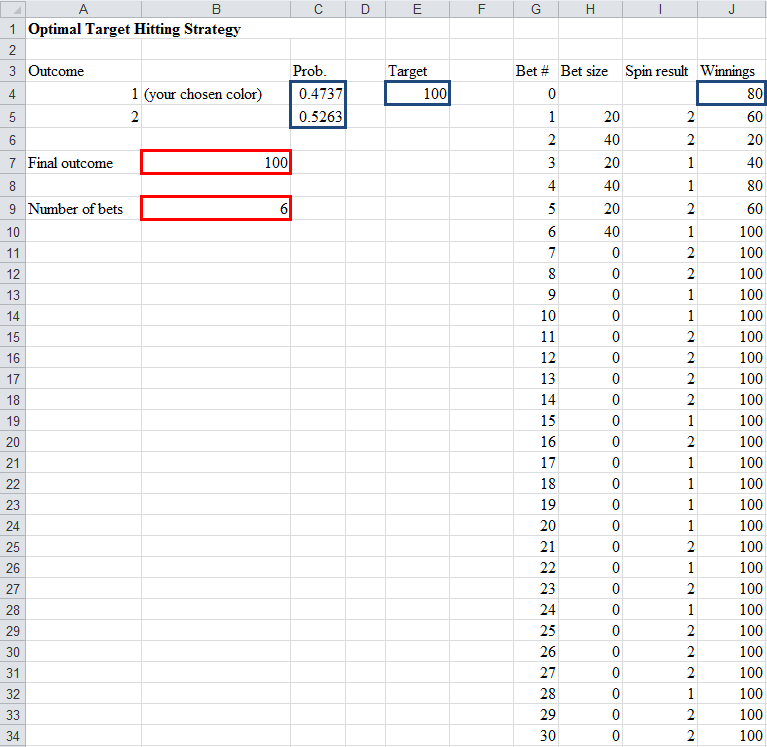 A B C D E F G H I J
1 Optimal Target Hitting Strategy
2
3 Outcome Prob. Target Bet # Bet size Spin result Winnings
4 1 (your chosen color) 0.4737 100 0 80
5 2 0.5263 1 20 2 60
6 2 40 2 20
7 Final outcome 100 3 20 1 40
8 4 40 1 80
9 Number of bets 6 5 20 2 60
10 6 40 1 100
11 7 0 2 100
12 8 0 2 100
13 9 0 1 100
14 10 0 1 100
15 11 0 2 100
16 12 0 2 100
17 13 0 2 100
18 14 0 2 100
19 15 0 1 100
20 16 0 2 100
21 17 0 1 100
22 18 0 1 100
23 19 0 1 100
24 20 0 1 100
25 21 0 2 100
26 22 0 1 100
27 23 0 2 100
28 24 0 1 100
29 25 0 2 100
30 26 0 2 100
31 27 0 2 100
32 28 0 1 100
33 29 0 2 100
34 30 0 2 100